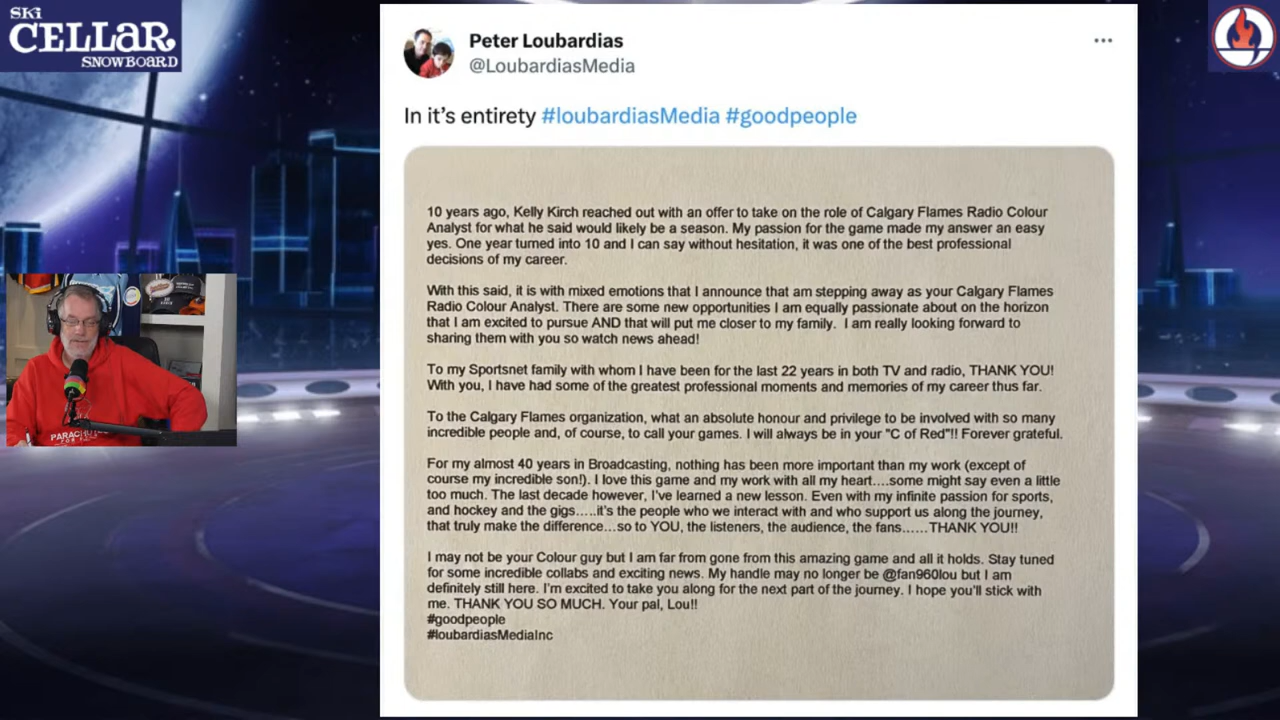 SKi
CELLAR
SNOWBOARD
Peter Loubardias
@LoubardiasMedia
In it's entirety #loubardiasMedia #goodpeople
10 years ago, Kelly Kirch reached out with an offer to take on the role of Calgary Flames Radio Colour
Analyst for what he said would likely be a season. My passion for the game made my answer an easy
yes. One year turned into 10 and I can say without hesitation, it was one of the best professional
decisions of my career.
With this said, it is with mixed emotions that I announce that am stepping away as your Calgary Flames
Radio Colour Analyst. There are some new opportunities I am equally passionate about on the horizon
that I am excited to pursue AND that will put me closer to my family. I am really looking forward to
sharing them with you so watch news ahead!
To my Sportsnet family with whom I have been for the last 22 years in both TV and radio, THANK YOU!
With you, I have had some of the greatest professional moments and memories of my career thus far.
To the Calgary Flames organization, what an absolute honour and privilege to be involved with so many
incredible people and, of course, to call your games. I will always be in your "C of Red"!! Forever grateful.
For my almost 40 years in Broadcasting, nothing has been more important than my work (except of
course my incredible son!). I love this game and my work with all my heart....some might say even a little
too much. The last decade however, I've learned a new lesson. Even with my infinite passion for sports,
and hockey and the gigs.....it's the people who we interact with and who support us along the journey,
that truly make the difference...so to YOU, the listeners, the audience, the fans......THANK YOU!!
I may not be your Colour guy but I am far from gone from this amazing game and all it holds. Stay tuned
for some incredible collabs and exciting news. My handle may no longer be @fan960lou but I am
definitely still here. I'm excited to take you along for the next part of the journey. I hope you'll stick with
me. THANK YOU SO MUCH. Your pal, Lou!!
#goodpeople
#loubardiasMediaInc